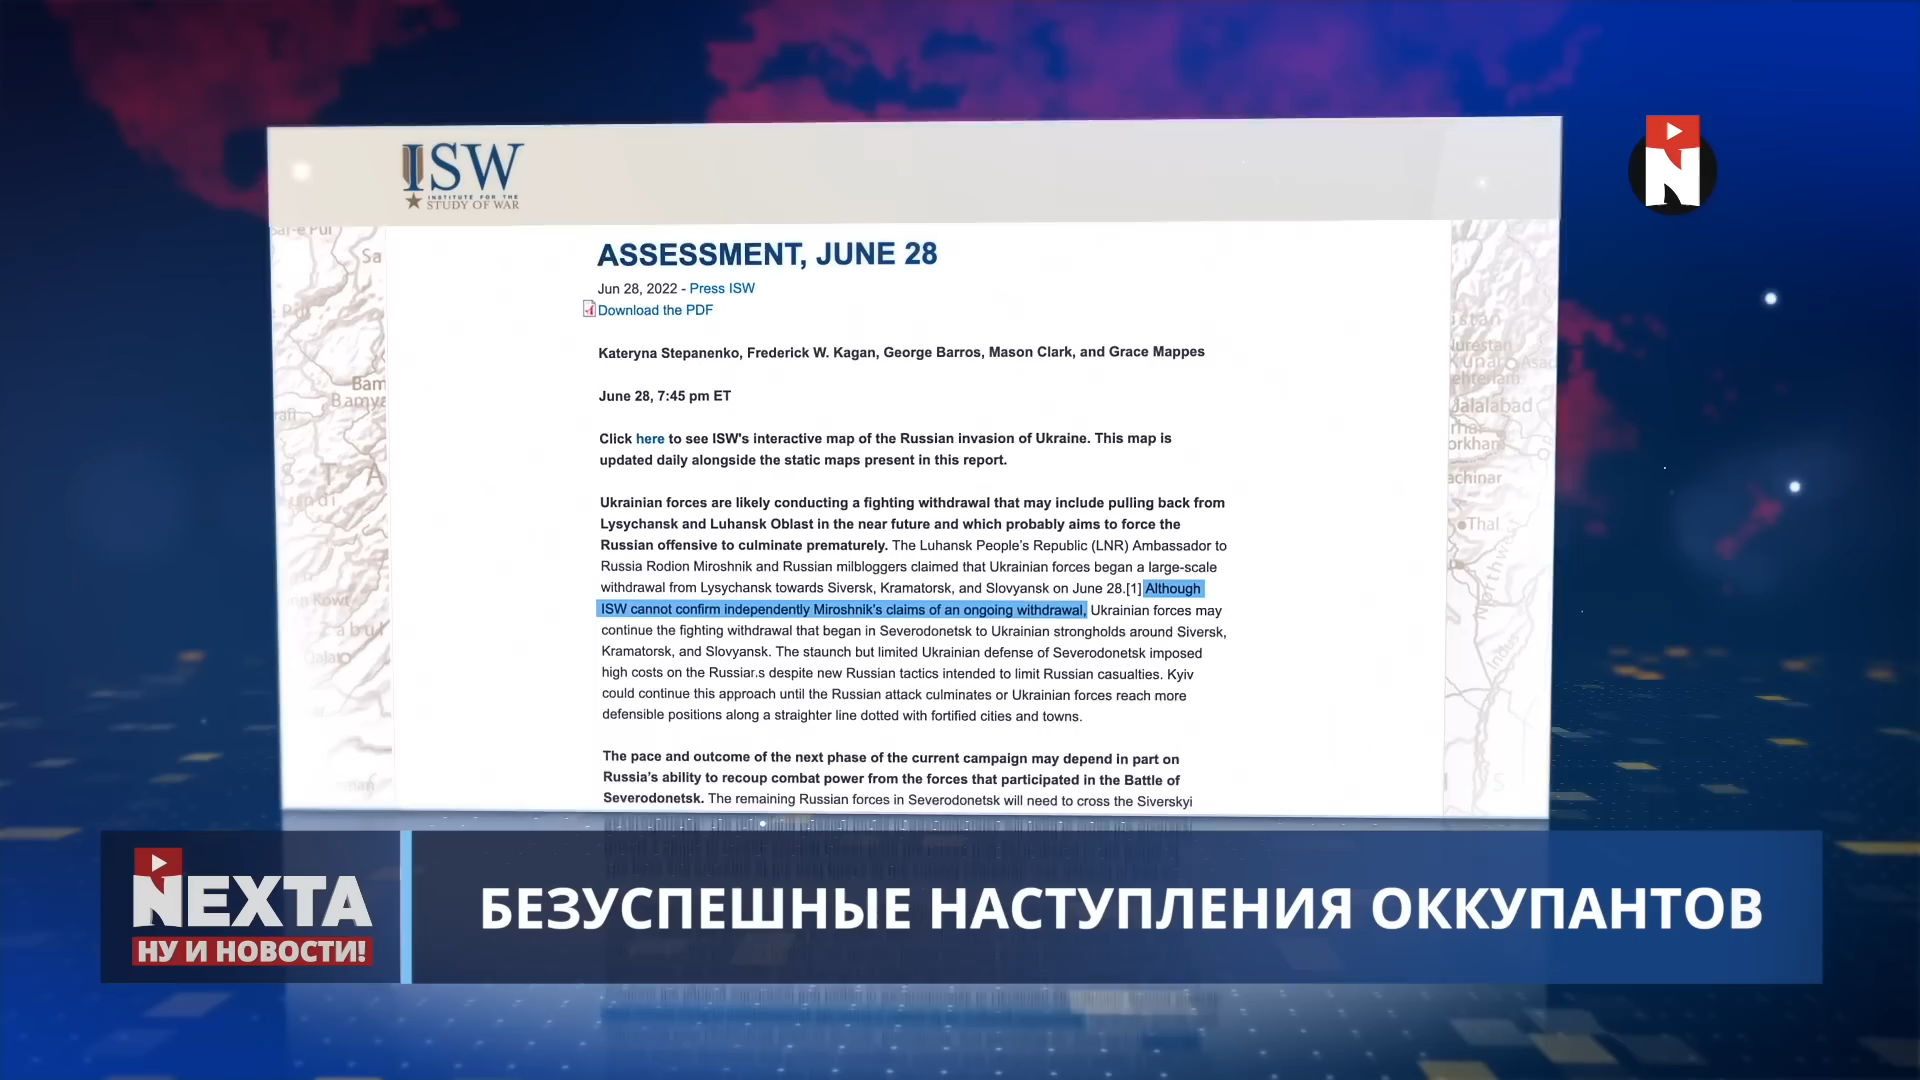 ISW
INSTITUTE FOR THE
STUDY OF WAR
ASSESSMENT, JUNE 28
Jun 28, 2022 - Press ISW
Download the PDF
Kateryna Stepanenko, Frederick W. Kagan, George Barros, Mason Clark, and Grace Mappes
June 28, 7:45 pm ET
Click here to see ISW's interactive map of the Russian invasion of Ukraine. This map is
updated daily alongside the static maps present in this report.
Ukrainian forces are likely conducting a fighting withdrawal that may include pulling back from
Lysychansk and Luhansk Oblast in the near future and which probably aims to force the
Russian offensive to culminate prematurely. The Luhansk People's Republic (LNR) Ambassador to
Russia Rodion Miroshnik and Russian milbloggers claimed that Ukrainian forces began a large-scale
withdrawal from Lysychansk towards Siversk, Kramatorsk, and Slovyansk on June 28.[1] Although
ISW cannot confirm independently Miroshnik's claims of an ongoing withdrawal, Ukrainian forces may
continue the fighting withdrawal that began in Severodonetsk to Ukrainian strongholds around Siversk,
Kramatorsk, and Slovyansk. The staunch but limited Ukrainian defense of Severodonetsk imposed
high costs on the Russiar.s despite new Russian tactics intended to limit Russian casualties. Kyiv
could continue this approach until the Russian attack culminates or Ukrainian forces reach more
defensible positions along a straighter line dotted with fortified cities and towns.
The pace and outcome of the next phase of the current campaign may depend in part on
Russia's ability to recoup combat power from the forces that participated in the Battle of
Severodonetsk. The remaining Russian forces in Severodonetsk will need to cross the Siverskyi
Jalalabad
Thal
N
NEXTA
НУ И НОВОСТИ!
БЕЗУСПЕШНЫЕ НАСТУПЛЕНИЯ ОККУПАНТОВ